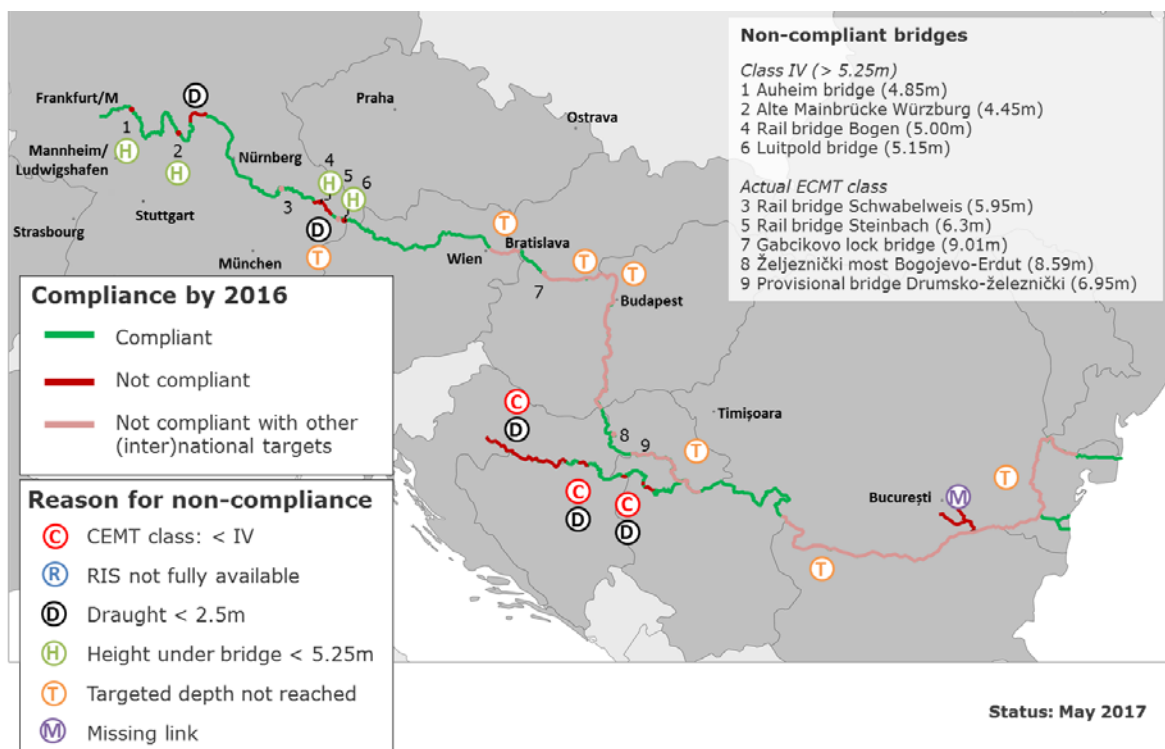 Non-compliant bridges
Class IV (> 5.25m)
1 Auheim bridge (4.85m)
2 Alte Mainbrücke Würzburg (4.45m)
4 Rail bridge Bogen (5.00m)
6 Luitpold bridge (5.15m)
Actual ECMT class
3 Rail bridge Schwabelweis (5.95m)
5 Rail bridge Steinbach (6.3m)
7 Gabcikovo lock bridge (9.01m)
8 Željeznički most Bogojevo-Erdut (8.59m)
9 Provisional bridge Drumsko-železnički (6.95m)
Frankfurt/M
D
Praha
Ostrava
1
Mannheim/
Ludwigshafen
H
2
H
Nürnberg
4
H
5
H
6
3
Stuttgart
Strasbourg
D
München
T
T
Bratislava
Wien
T
T
7
Budapest
Compliance by 2016
Compliant
Not compliant
Not compliant with other
(inter)national targets
C
D
Timișoara
8
9
T
C
D
C
D
București
M
T
T
Reason for non-compliance
C CEMT class: < IV
R RIS not fully available
D Draught < 2.5m
H Height under bridge < 5.25m
T Targeted depth not reached
M Missing link
Status: May 2017